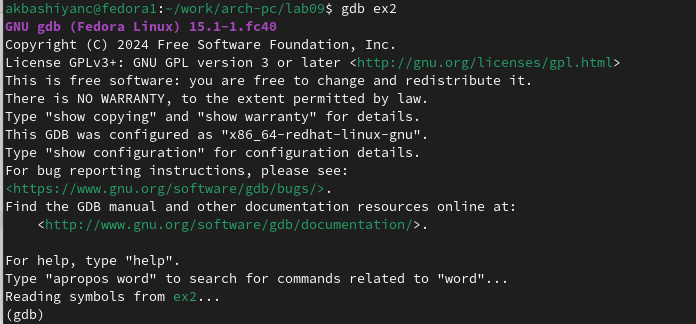 akbashiyanc@fedora1:~/work/arch-pc/lab09$ gdb ex2
GNU gdb (Fedora Linux) 15.1-1.fc40
Copyright (C) 2024 Free Software Foundation, Inc.
License GPLv3+: GNU GPL version 3 or later <http://gnu.org/licenses/gpl.html>
This is free software: you are free to change and redistribute it.
There is NO WARRANTY, to the extent permitted by law.
Type "show copying" and "show warranty" for details.
This GDB was configured as "x86_64-redhat-linux-gnu".
Type "show configuration" for configuration details.
For bug reporting instructions, please see:
<https://www.gnu.org/software/gdb/bugs/>.
Find the GDB manual and other documentation resources online at:
    <http://www.gnu.org/software/gdb/documentation/>.

For help, type "help".
Type "apropos word" to search for commands related to "word"...
Reading symbols from ex2...
(gdb)